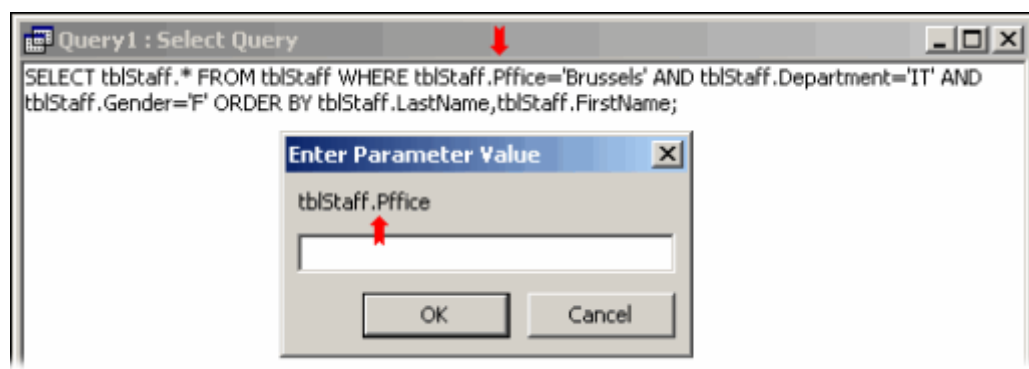 Query1 : Select Query
SELECT tblStaff.* FROM tblStaff WHERE tblStaff.Pffice='Brussels' AND tblStaff.Department='IT' AND
tblStaff.Gender='F' ORDER BY tblStaff.LastName,tblStaff.FirstName;
Enter Parameter Value
tblStaff.Pffice
OK Cancel